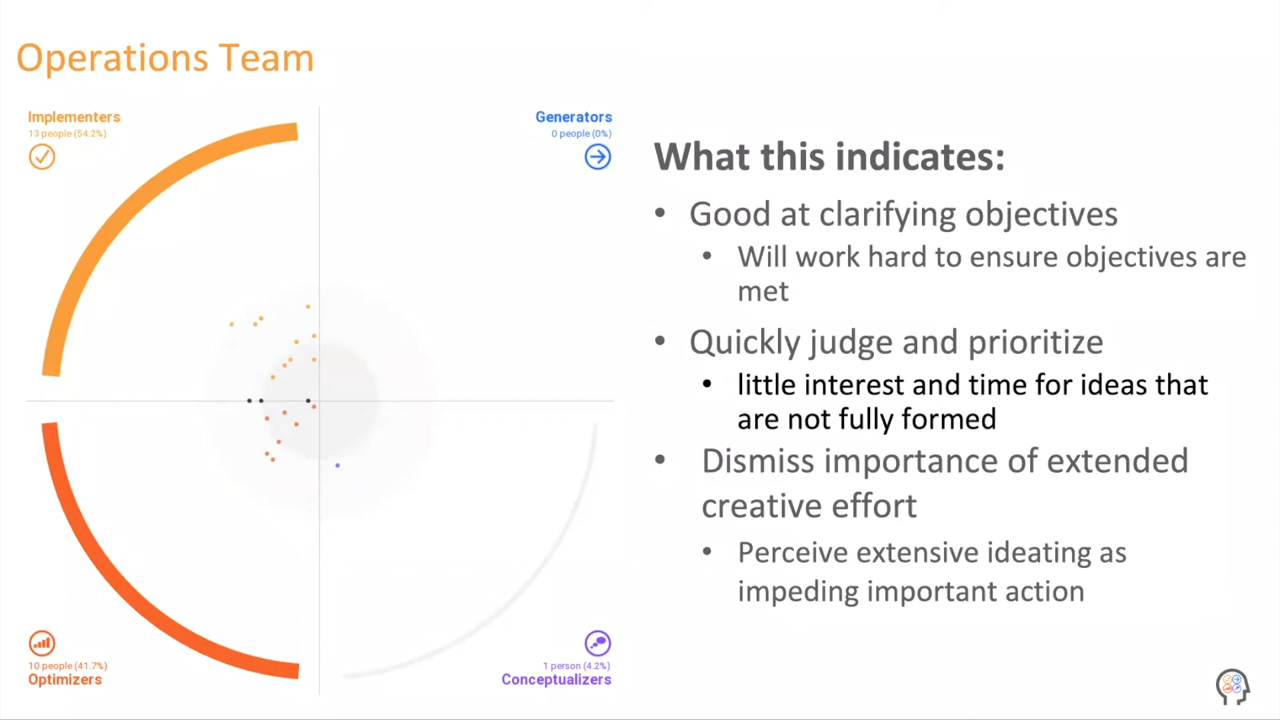 Operations Team
Implementers
13 people (54.2%)
Generators
0 people (0%)
10 people (41.7%)
Optimizers
1 person (4.2%)
Conceptualizers
What this indicates:
• Good at clarifying objectives
• Will work hard to ensure objectives are
met
• Quickly judge and prioritize
• little interest and time for ideas that
are not fully formed
• Dismiss importance of extended
creative effort
• Perceive extensive ideating as
impeding important action